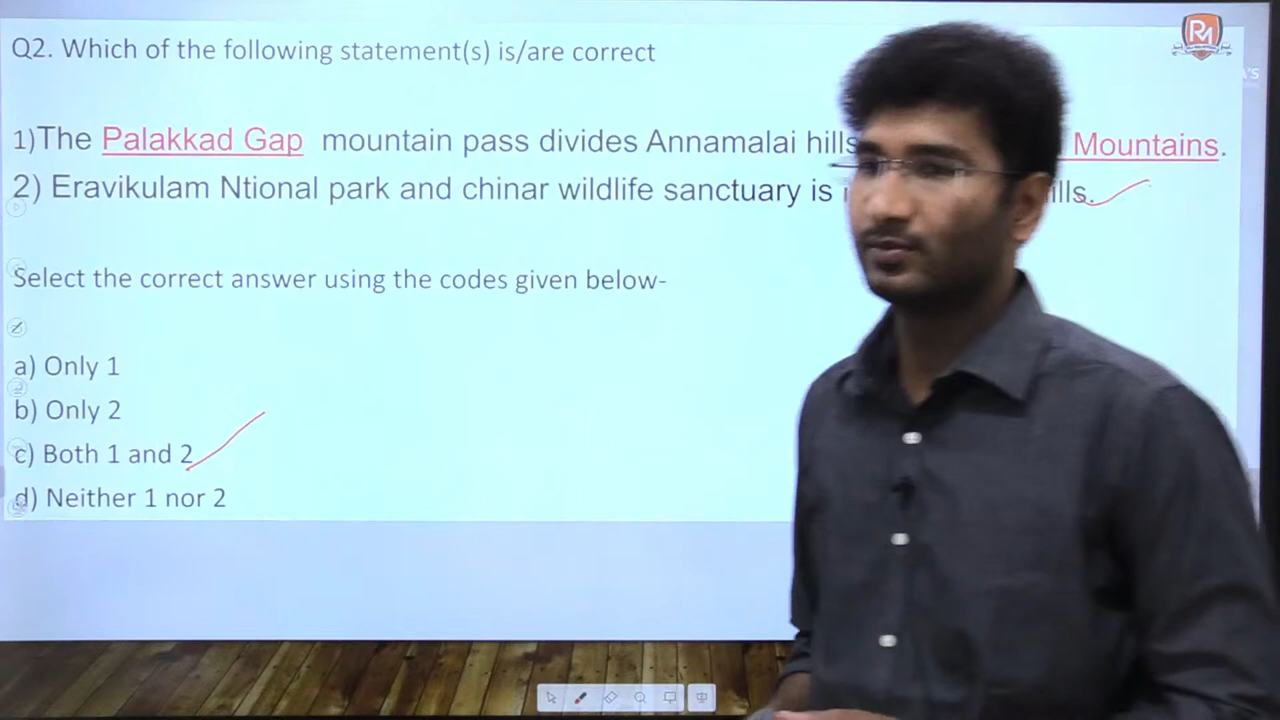 Q2. Which of the following statement(s) is/are correct
1)The Palakkad Gap mountain pass divides Annamalai hills Mountains.
2) Eravikulam Ntional park and chinar wildlife sanctuary is
Select the correct answer using the codes given below-
a) Only 1
b) Only 2
c) Both 1 and 2
d) Neither 1 nor 2
RM